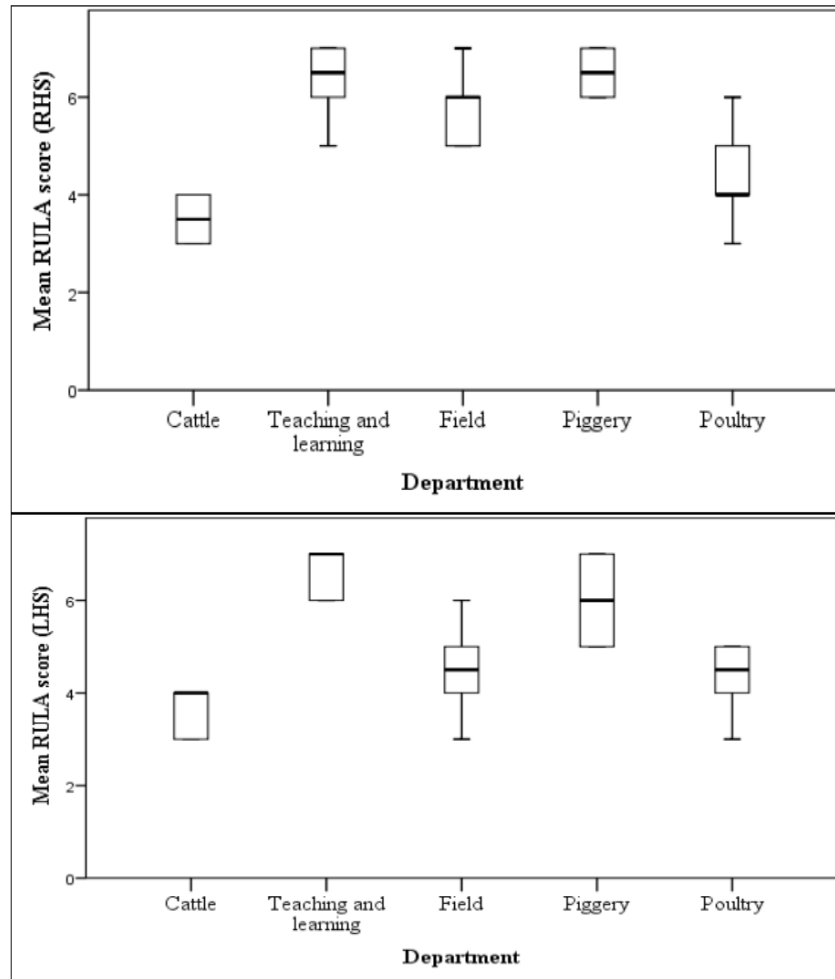 Mean RULA score (RHS)
6
4
2
0
Cattle
Teaching and
learning
Field
Piggery
Poultry
Department
Mean RULA score (LHS)
6
4
2
0
Cattle
Teaching and
learning
Field
Piggery
Poultry
Department